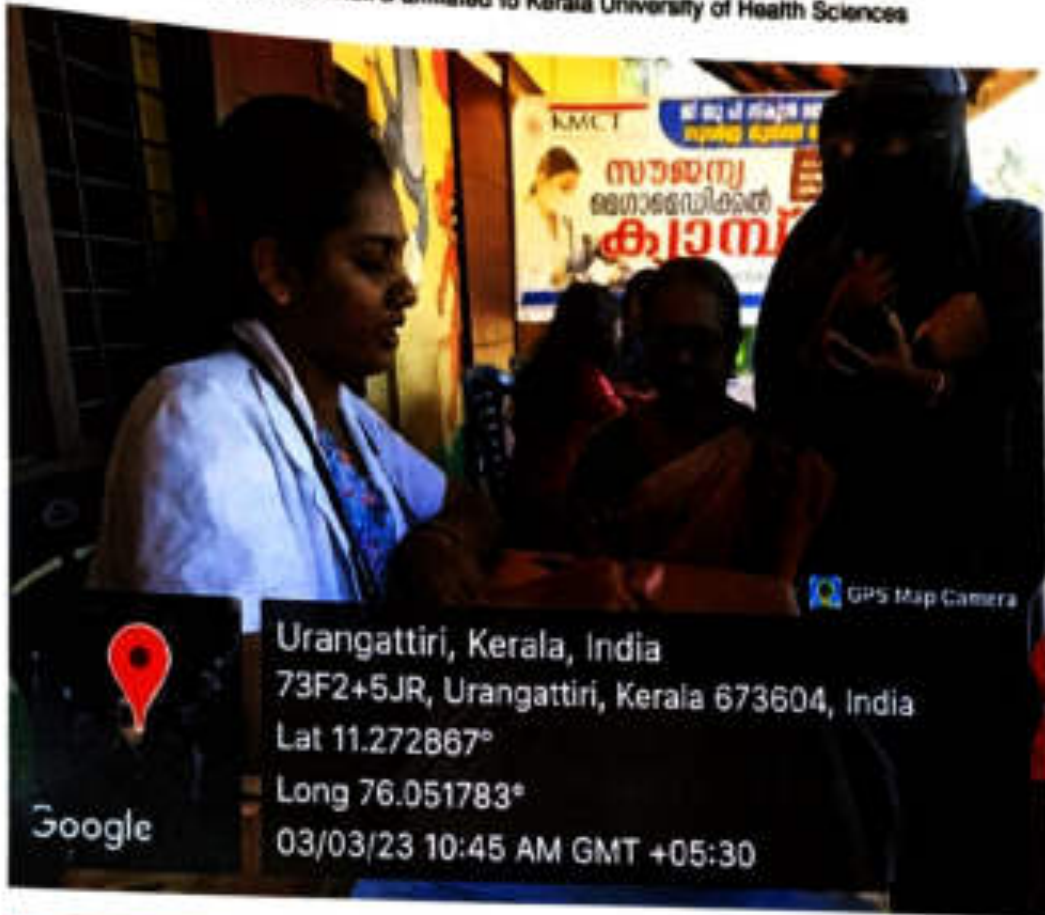 affiliated to Kerala University of Health Sciences
KMCT
സൗജന്യ
മെഗാമെഡിക്കൽ
ക്യാമ്പ്
GPS Map Camera
Urangattiri, Kerala, India
73F2+5JR, Urangattiri, Kerala 673604, India
Lat 11.272867°
Long 76.051783°
03/03/23 10:45 AM GMT +05:30
Google